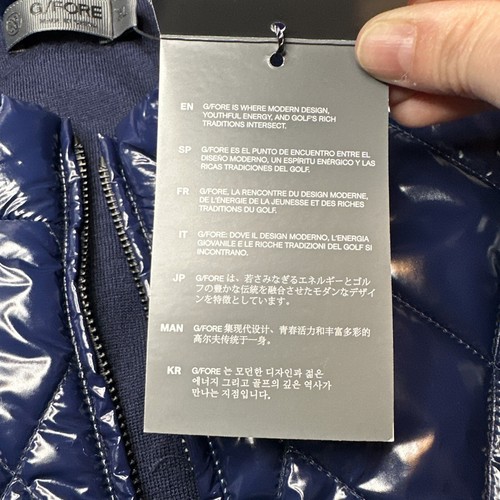 G/FORE
EN G/FORE IS WHERE MODERN DESIGN,
YOUTHFUL ENERGY, AND GOLF'S RICH
TRADITIONS INTERSECT.
SP G/FORE ES EL PUNTO DE ENCUENTRO ENTRE EL
DISEÑO MODERNO, UN ESPÍRITU ENÉRGICO Y LAS
RICAS TRADICIONES DEL GOLF.
FR G/FORE, LA RENCONTRE DU DESIGN MODERNE,
DE L'ÉNERGIE DE LA JEUNESSE ET DES RICHES
TRADITIONS DU GOLF.
IT G/FORE: DOVE IL DESIGN MODERNO, L'ENERGIA
GIOVANILE E LE RICCHE TRADIZIONI DEL GOLF SI
INCONTRANO.
JP G/FORE は、若さみなぎるエネルギーとゴル
フの豊かな伝統を融合させたモダンなデザイ
ンを特徴としています。
MAN G/FORE 集现代设计、青春活力和丰富多彩的
高尔夫传统于一身。
KR G/FORE 는 모던한 디자인과 젊은
에너지 그리고 골프의 깊은 역사가
만나는 지점입니다.